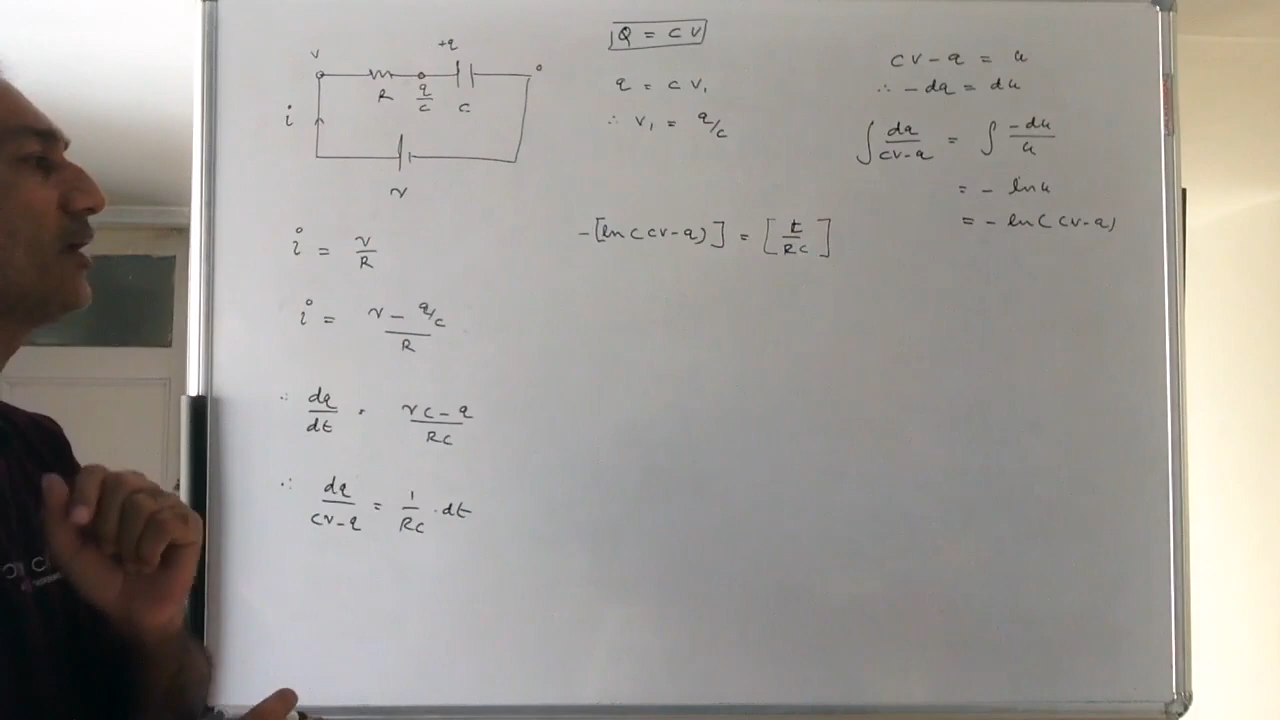 V
+q
0
i
R
q/c
C
V
i = V/R
i = (V - q/c)/R
∴ dq/dt = (VC - q)/RC
∴ dq/(CV-q) = 1/RC . dt
Q = CV
q = CV₁
∴ V₁ = q/c
-[ln(CV-q)] = [t/RC]
CV - q = u
∴ -dq = du
∫ dq/(CV-q) = ∫ -du/u
= - ln u
= - ln(CV-q)